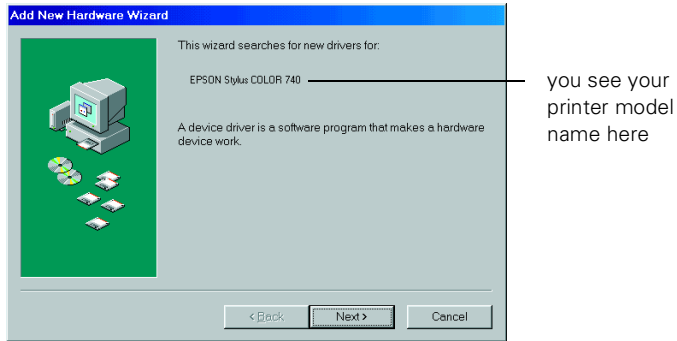 Add New Hardware Wizard
This wizard searches for new drivers for:
EPSON Stylus COLOR 740
you see your
printer model
name here
A device driver is a software program that makes a hardware
device work.
< Back
Next >
Cancel